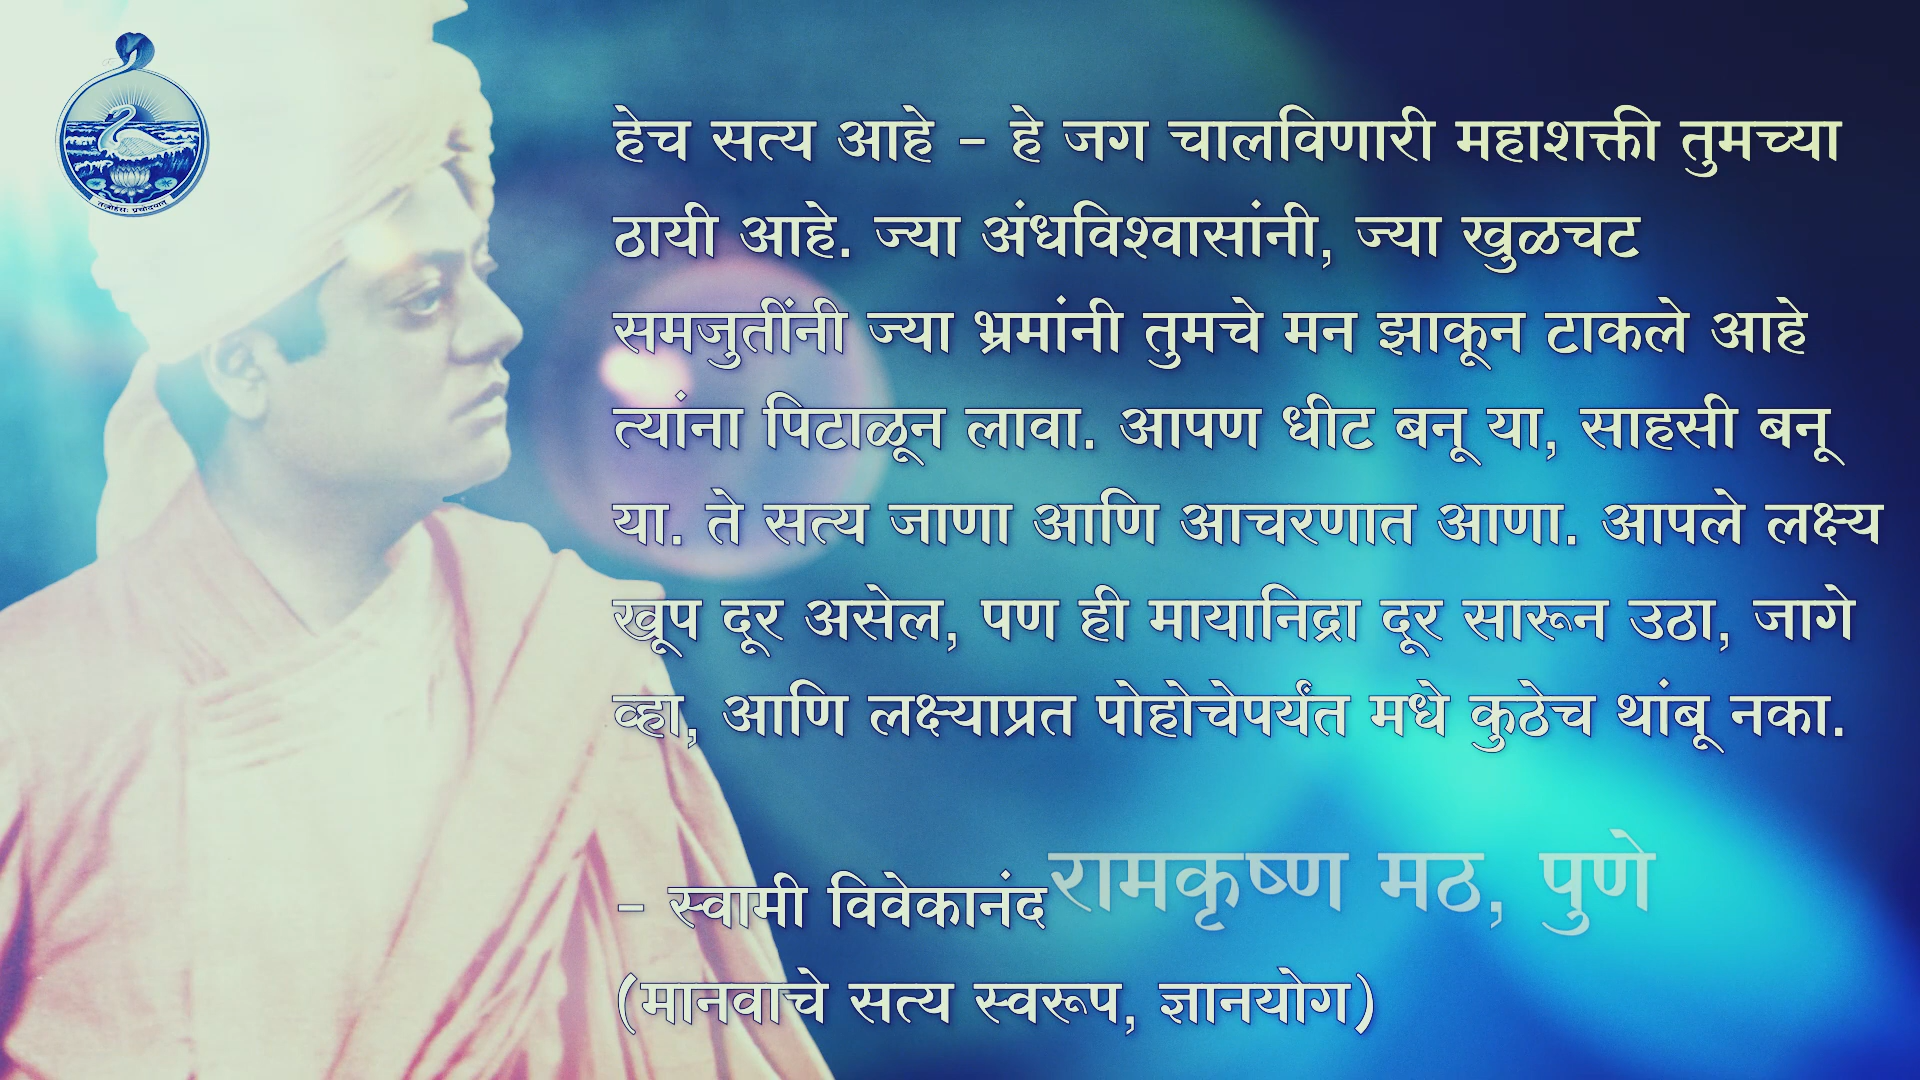 हेच सत्य आहे - हे जग चालविणारी महाशक्ती तुमच्या
ठायी आहे. ज्या अंधविश्वासांनी, ज्या खुळचट
समजुतींनी ज्या भ्रमांनी तुमचे मन झाकून टाकले आहे
त्यांना पिटाळून लावा. आपण धीट बनू या, साहसी बनू
या. ते सत्य जाणा आणि आचरणात आणा. आपले लक्ष्य
खूप दूर असेल, पण ही मायानिद्रा दूर सारून उठा, जागे
व्हा, आणि लक्ष्याप्रत पोहोचेपर्यंत मधे कुठेच थांबू नका.
- स्वामी विवेकानंद
रामकृष्ण मठ, पुणे
(मानवाचे सत्य स्वरूप, ज्ञानयोग)